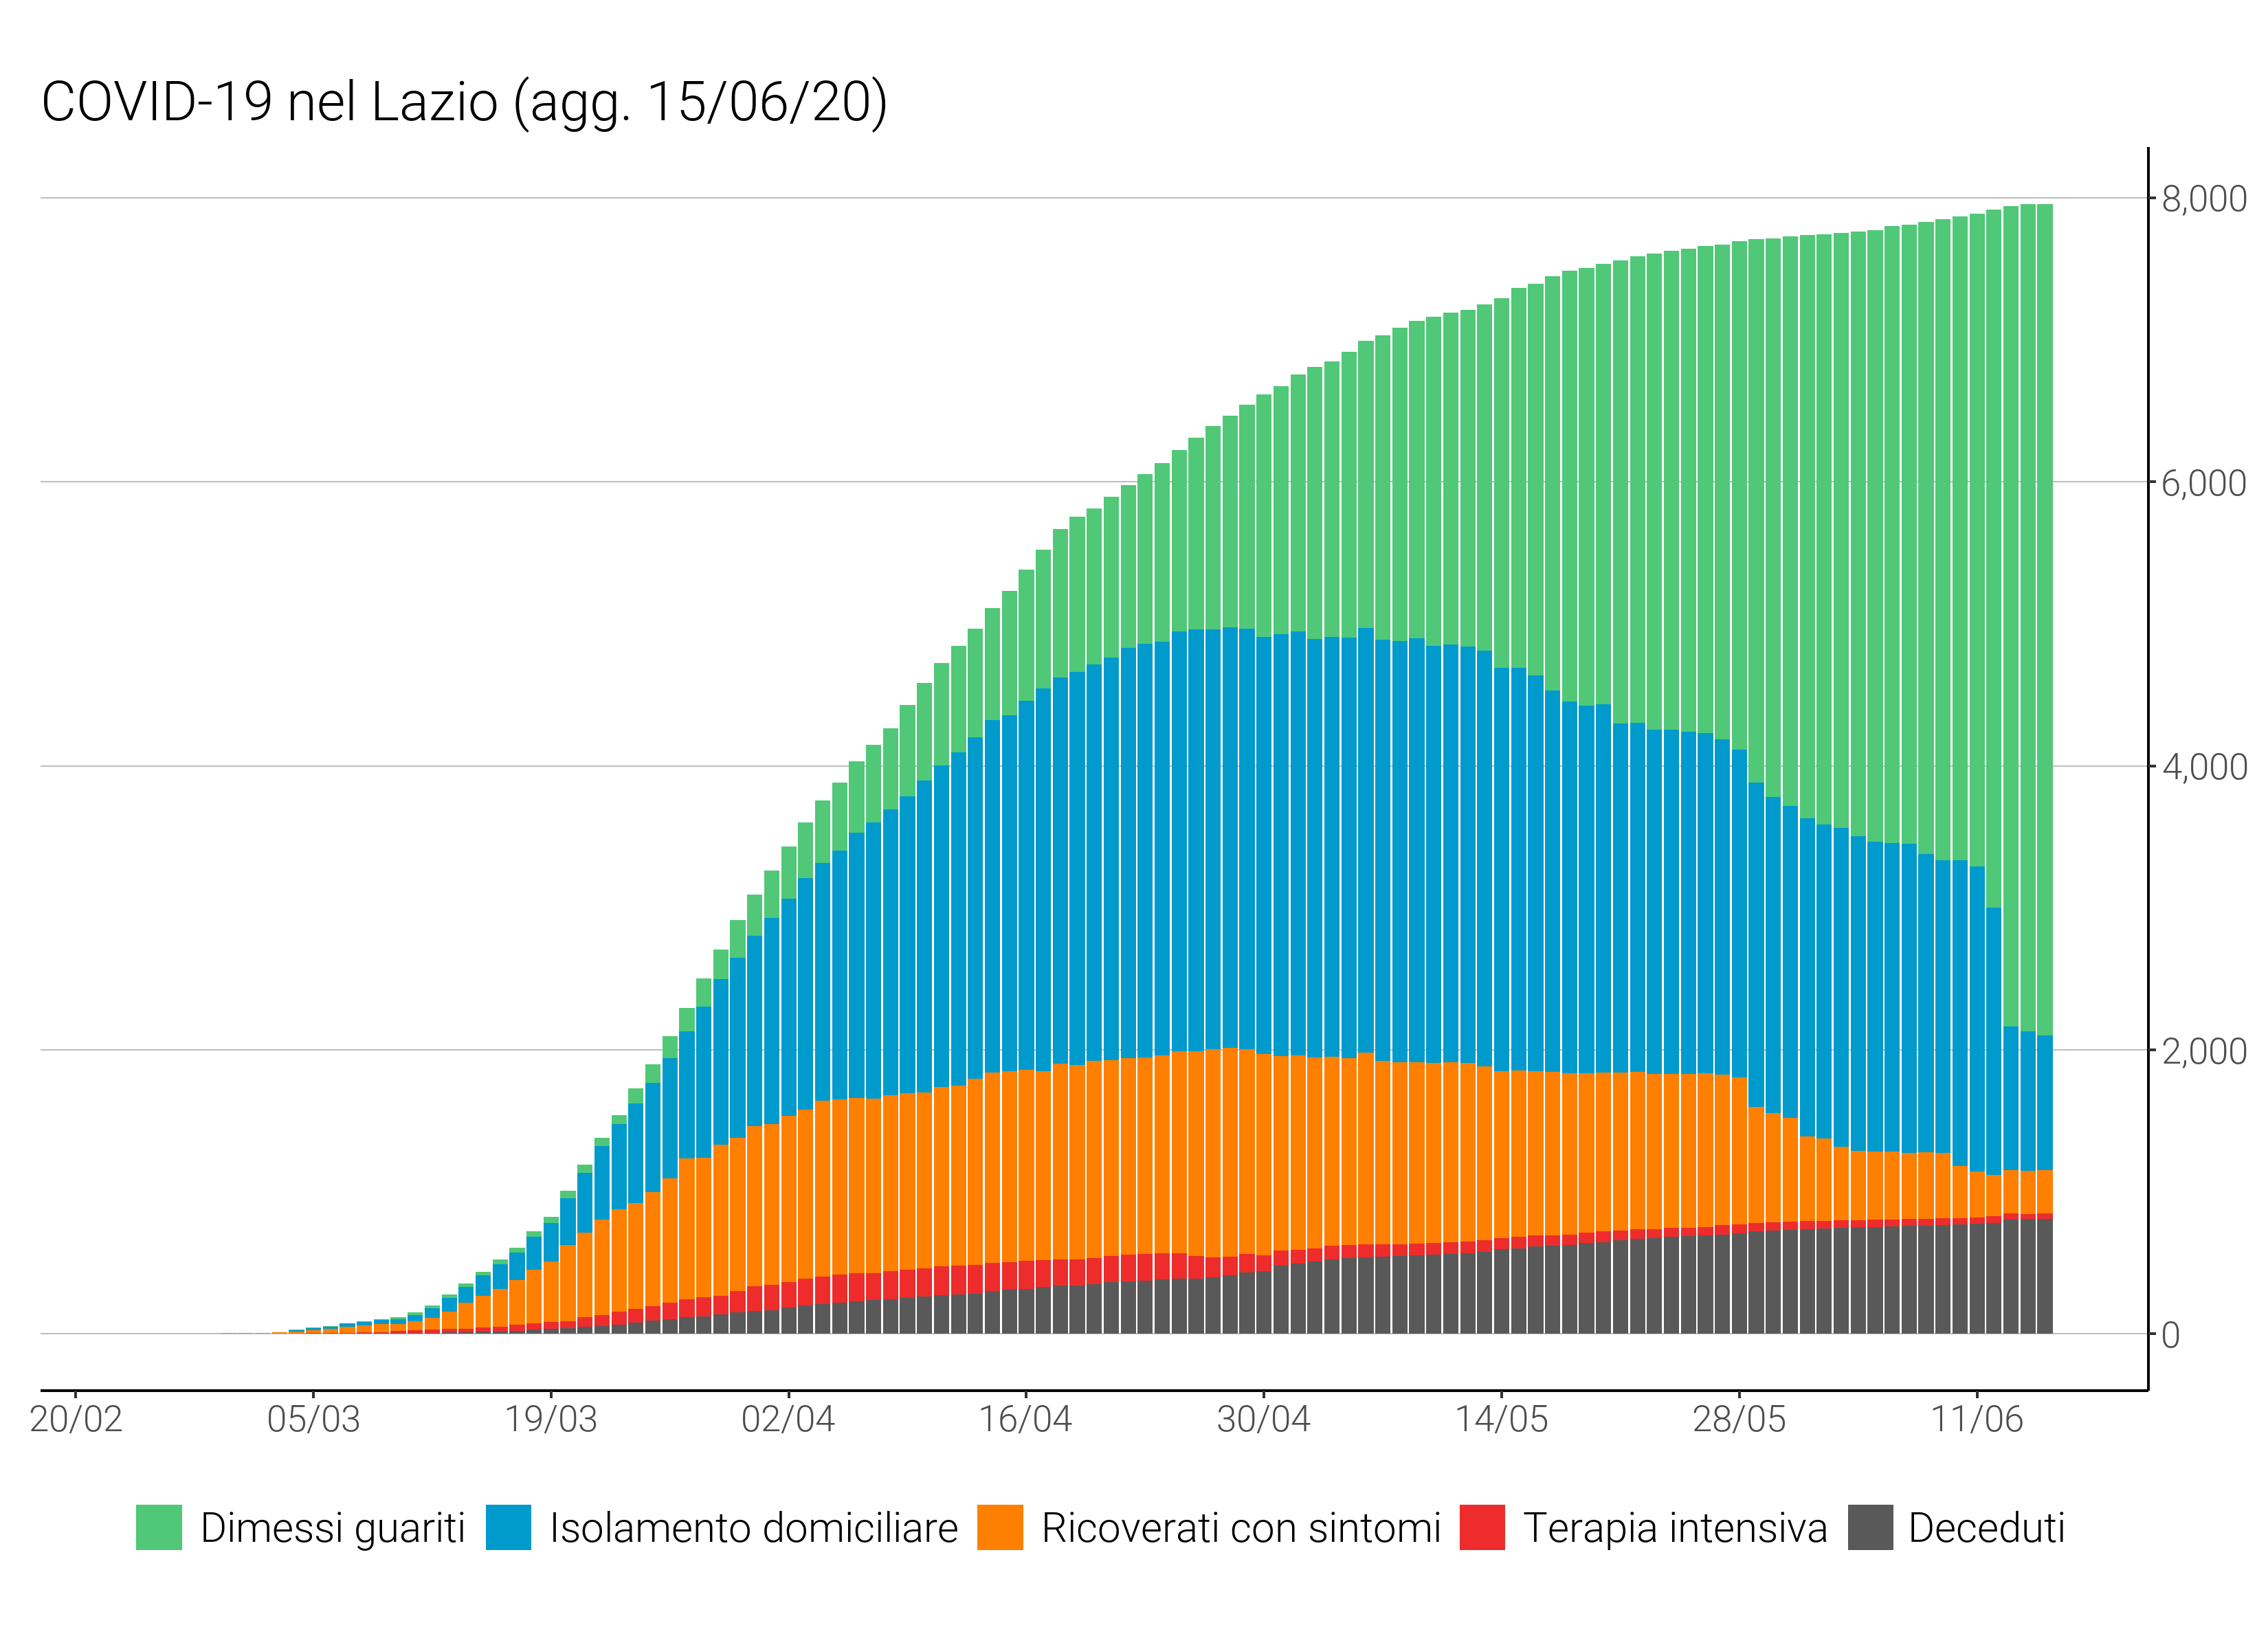 COVID-19 nel Lazio (agg. 15/06/20)
8,000
6,000
4,000
2,000
0
20/02 05/03 19/03 02/04 16/04 30/04 14/05 28/05 11/06
Dimessi guariti Isolamento domiciliare Ricoverati con sintomi Terapia intensiva Deceduti